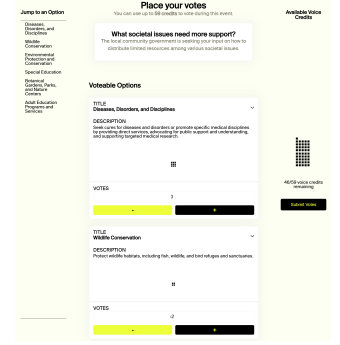 Place your votes
You can use up to 59 credits to vote during this event.
What societal issues need more support?
The local community government is seeking your input on how to
distribute limited resources among various societal issues
Jump to an Option
Diseases,
Disorders, and
Disciplines
Wildlife
Conservation
Environmental
Protection and
Conservation
Special Education
Botanical
Gardens, Parks,
and Nature
Centers
Adult Education
Programs and
Services
Voteable Options
TITLE
Diseases, Disorders, and Disciplines
DESCRIPTION
Seek cures for diseases and disorders or promote specific medical disciplines
by providing direct services, advocating for public support and understanding,
and supporting targeted medical research.
VOTES
3
-
+
TITLE
Wildlife Conservation
DESCRIPTION
Protect wildlife habitats, including fish, wildlife, and bird refuges and sanctuaries.
VOTES
-2
-
+
Available Voice
Credits
46/59 voice credits
remaining.
Submit Votes